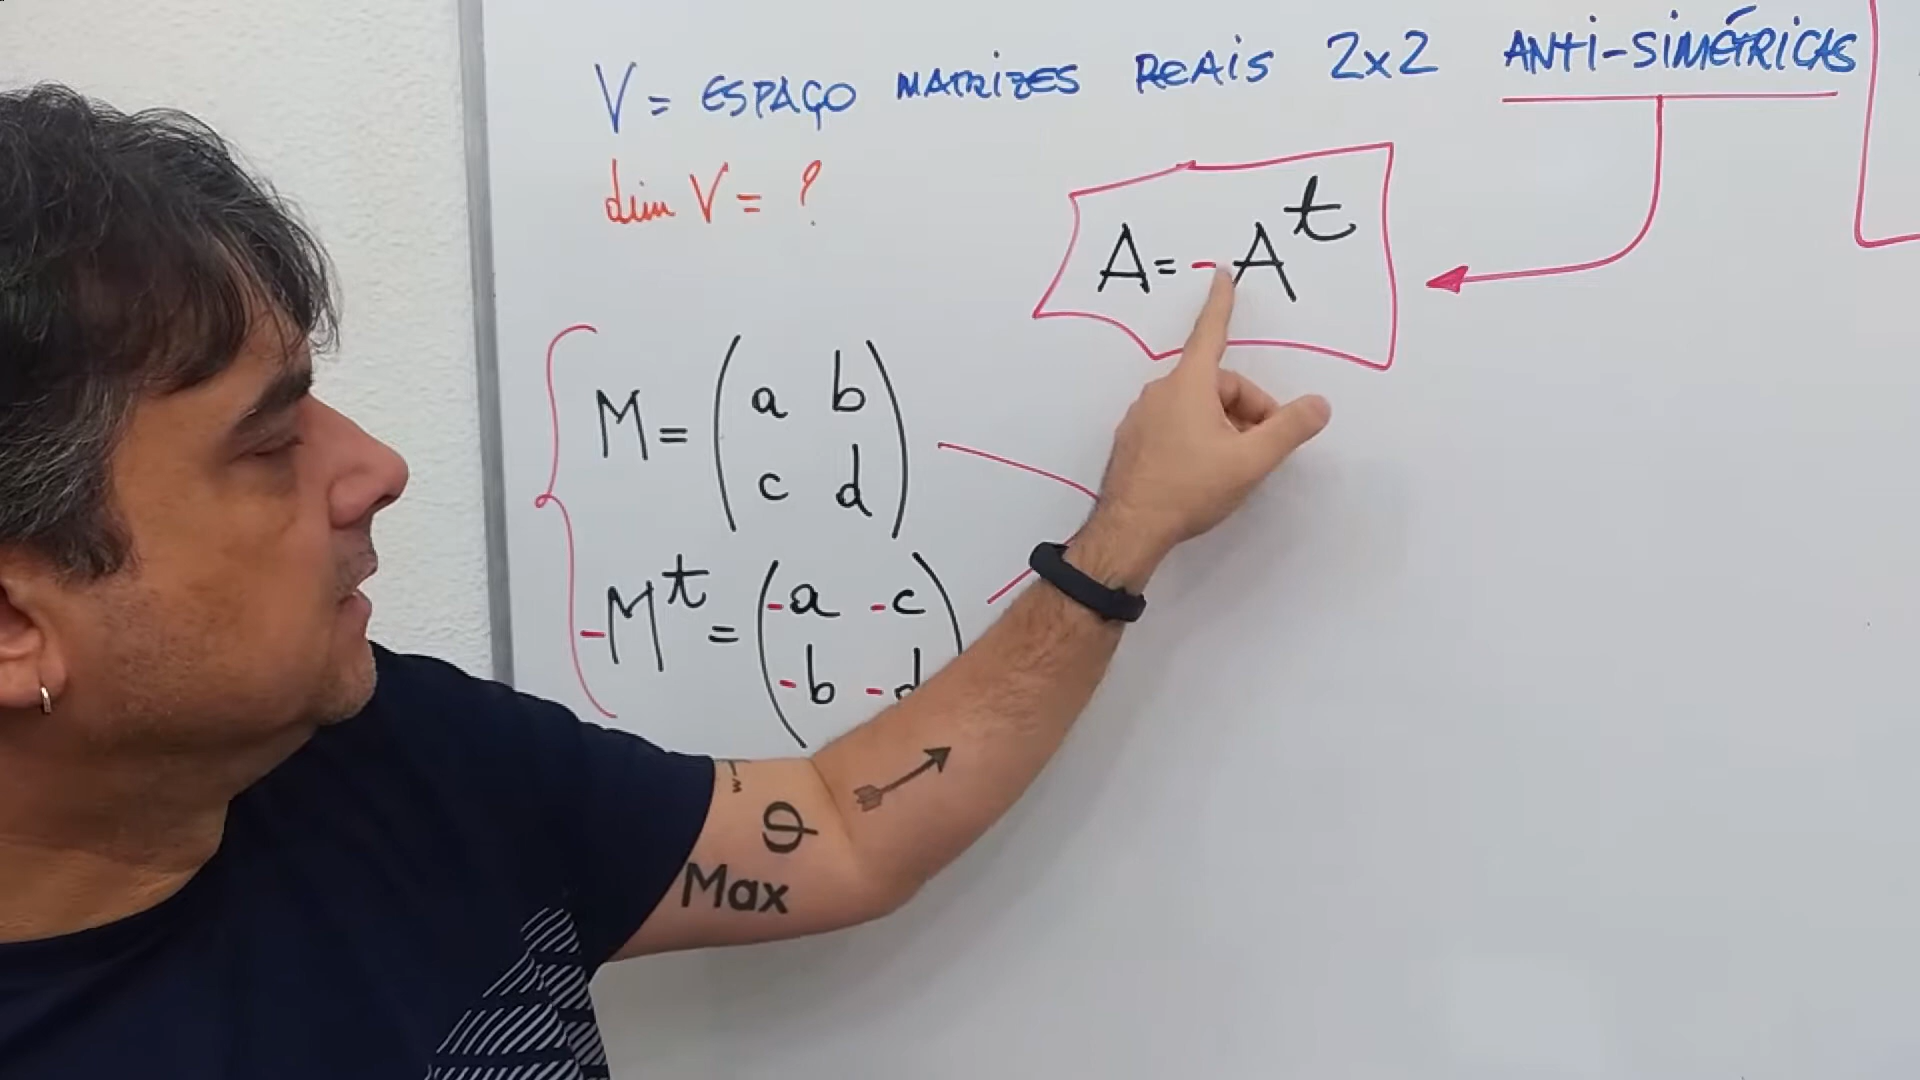 V = ESPAÇO MATRIZES REAIS 2x2 ANTI-SIMÉTRICAS
dim V = ?
A = -A^t
M = (a b
c d)
-M^t = (-a -c
-b -d
φ
Max